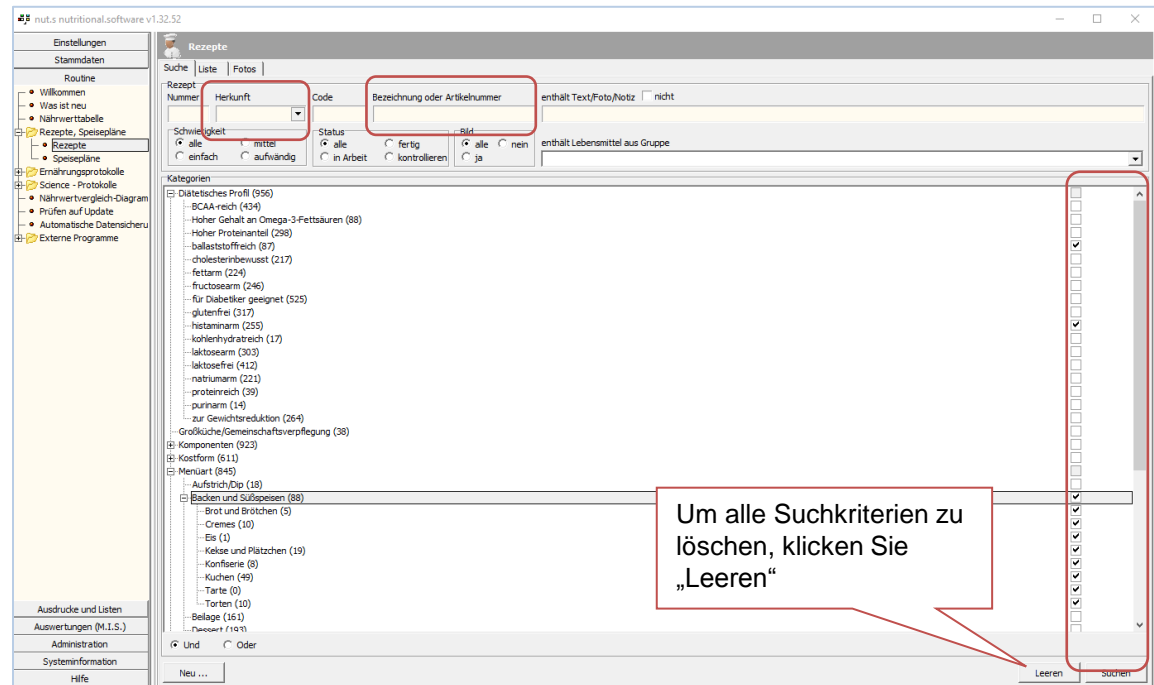 nut.s nutritional.software v1.32.52
Einstellungen
Stammdaten
Routine
Willkommen
Was ist neu
Nährwerttabelle
Rezepte, Speisepläne
Rezepte
Speisepläne
Ernährungsprotokolle
Science - Protokolle
Nährwertvergleich-Diagram
Prüfen auf Update
Automatische Datensicheru
Externe Programme
Ausdrucke und Listen
Auswertungen (M.I.S.)
Administration
Systeminformation
Hilfe
Rezepte
Suche Liste Fotos
Rezept
Nummer Herkunft Code Bezeichnung oder Artikelnummer enthält Text/Foto/Notiz nicht
Schwierigkeit Status Bild
alle mittel alle fertig alle nein enthält Lebensmittel aus Gruppe
einfach aufwändig in Arbeit kontrollieren ja
Kategorien
Diätetisches Profil (956)
BCAA-reich (434)
Hoher Gehalt an Omega-3-Fettsäuren (88)
Hoher Proteinanteil (298)
ballaststoffreich (87)
cholesterinbewusst (217)
fettarm (224)
fructosearm (246)
für Diabetiker geeignet (525)
glutenfrei (317)
histaminarm (255)
kohlenhydratreich (17)
laktosearm (303)
laktosefrei (412)
natriumarm (221)
proteinreich (39)
purinarm (14)
zur Gewichtsreduktion (264)
Großküche/Gemeinschaftsverpflegung (38)
Komponenten (923)
Kostform (611)
Menüart (845)
Aufstrich/Dip (18)
Backen und Süßspeisen (88)
Brot und Brötchen (5)
Cremes (10)
Eis (1)
Kekse und Plätzchen (19)
Konfiserie (8)
Kuchen (49)
Tarte (0)
Torten (10)
Beilage (161)
Dessert (193)
Um alle Suchkriterien zu
löschen, klicken Sie
„Leeren“
Und Oder
Neu ... Leeren Suchen